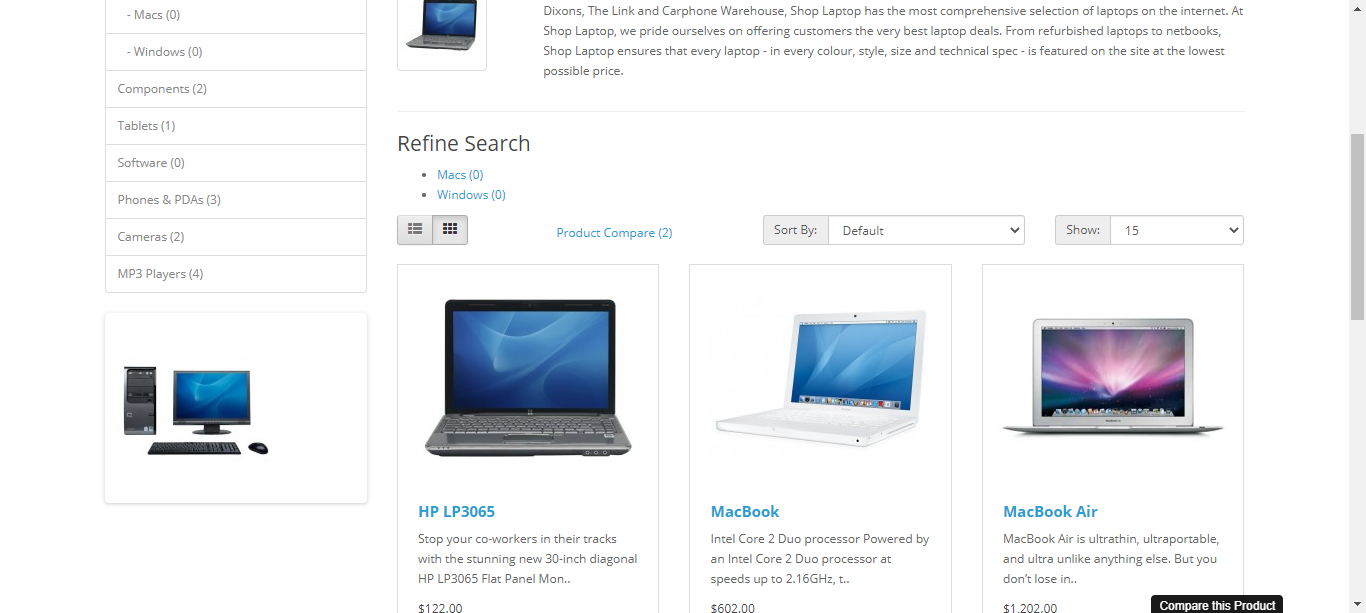 - Macs (0)
- Windows (0)
Components (2)
Tablets (1)
Software (0)
Phones & PDAs (3)
Cameras (2)
MP3 Players (4)
Dixons, The Link and Carphone Warehouse, Shop Laptop has the most comprehensive selection of laptops on the internet. At
Shop Laptop, we pride ourselves on offering customers the very best laptop deals. From refurbished laptops to netbooks,
Shop Laptop ensures that every laptop - in every colour, style, size and technical spec - is featured on the site at the lowest
possible price.
Refine Search
Macs (0)
Windows (0)
Product Compare (2)
Sort By: Default
Show: 15
HP LP3065
Stop your co-workers in their tracks
with the stunning new 30-inch diagonal
HP LP3065 Flat Panel Mon..
$122.00
MacBook
Intel Core 2 Duo processor Powered by
an Intel Core 2 Duo processor at
speeds up to 2.16GHz, t..
$602.00
MacBook Air
MacBook Air is ultrathin, ultraportable,
and ultra unlike anything else. But you
don’t lose in..
$1,202.00
Compare this Product